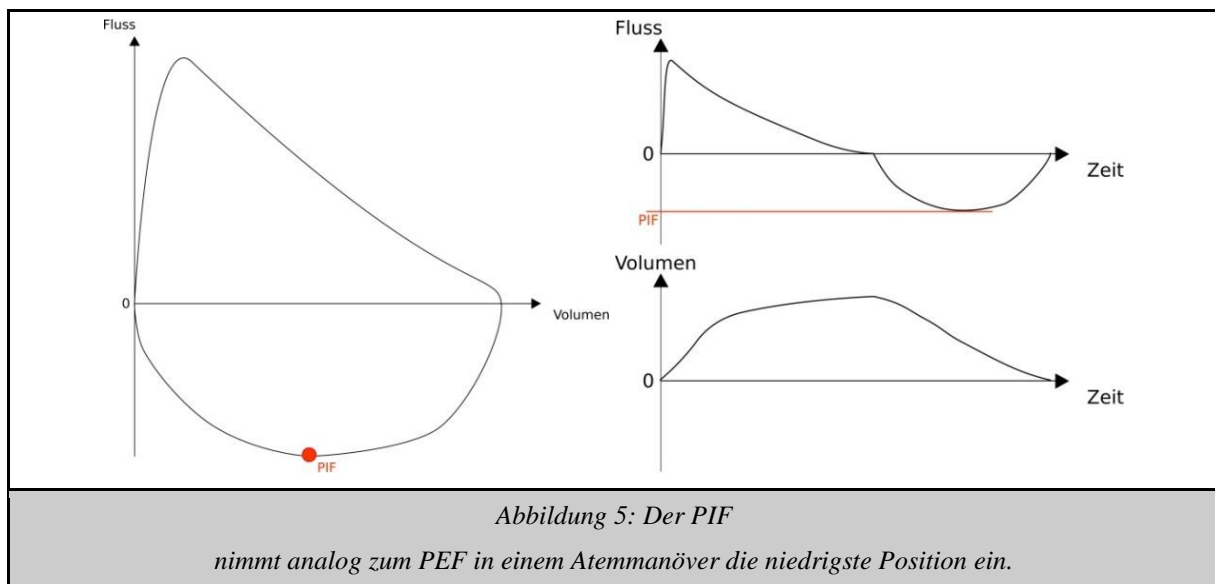 Fluss
0
Volumen
PIF
Fluss
0
Zeit
PIF
Volumen
0
Zeit
Abbildung 5: Der PIF
nimmt analog zum PEF in einem Atemmanöver die niedrigste Position ein.